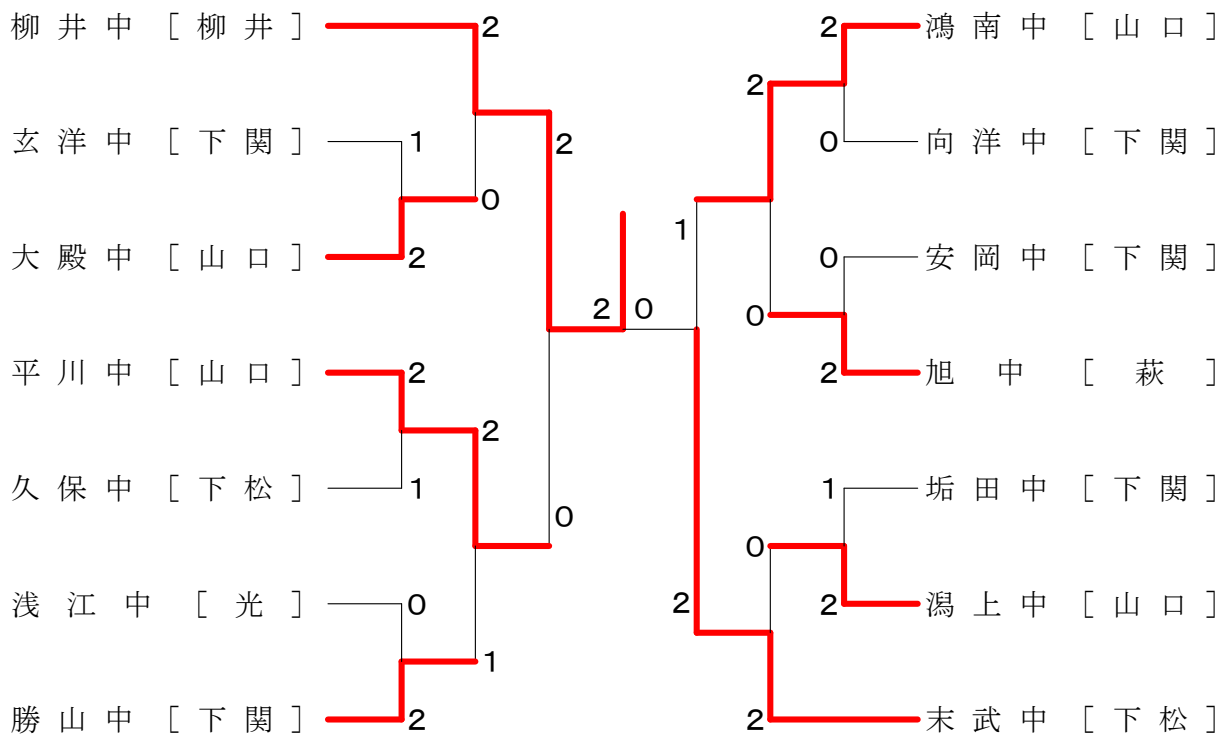 柳井中 [柳井]
2
玄洋中 [下関]
1
0
大殿中 [山口]
2
2
平川中 [山口]
2
2
久保中 [下松]
1
0
浅江中 [光]
0
1
勝山中 [下関]
2
2 0
2
鴻南中 [山口]
2
0
向洋中 [下関]
1
0
安岡中 [下関]
0
2
旭中 [萩]
1
垢田中 [下関]
0
2
潟上中 [山口]
2
2
末武中 [下松]